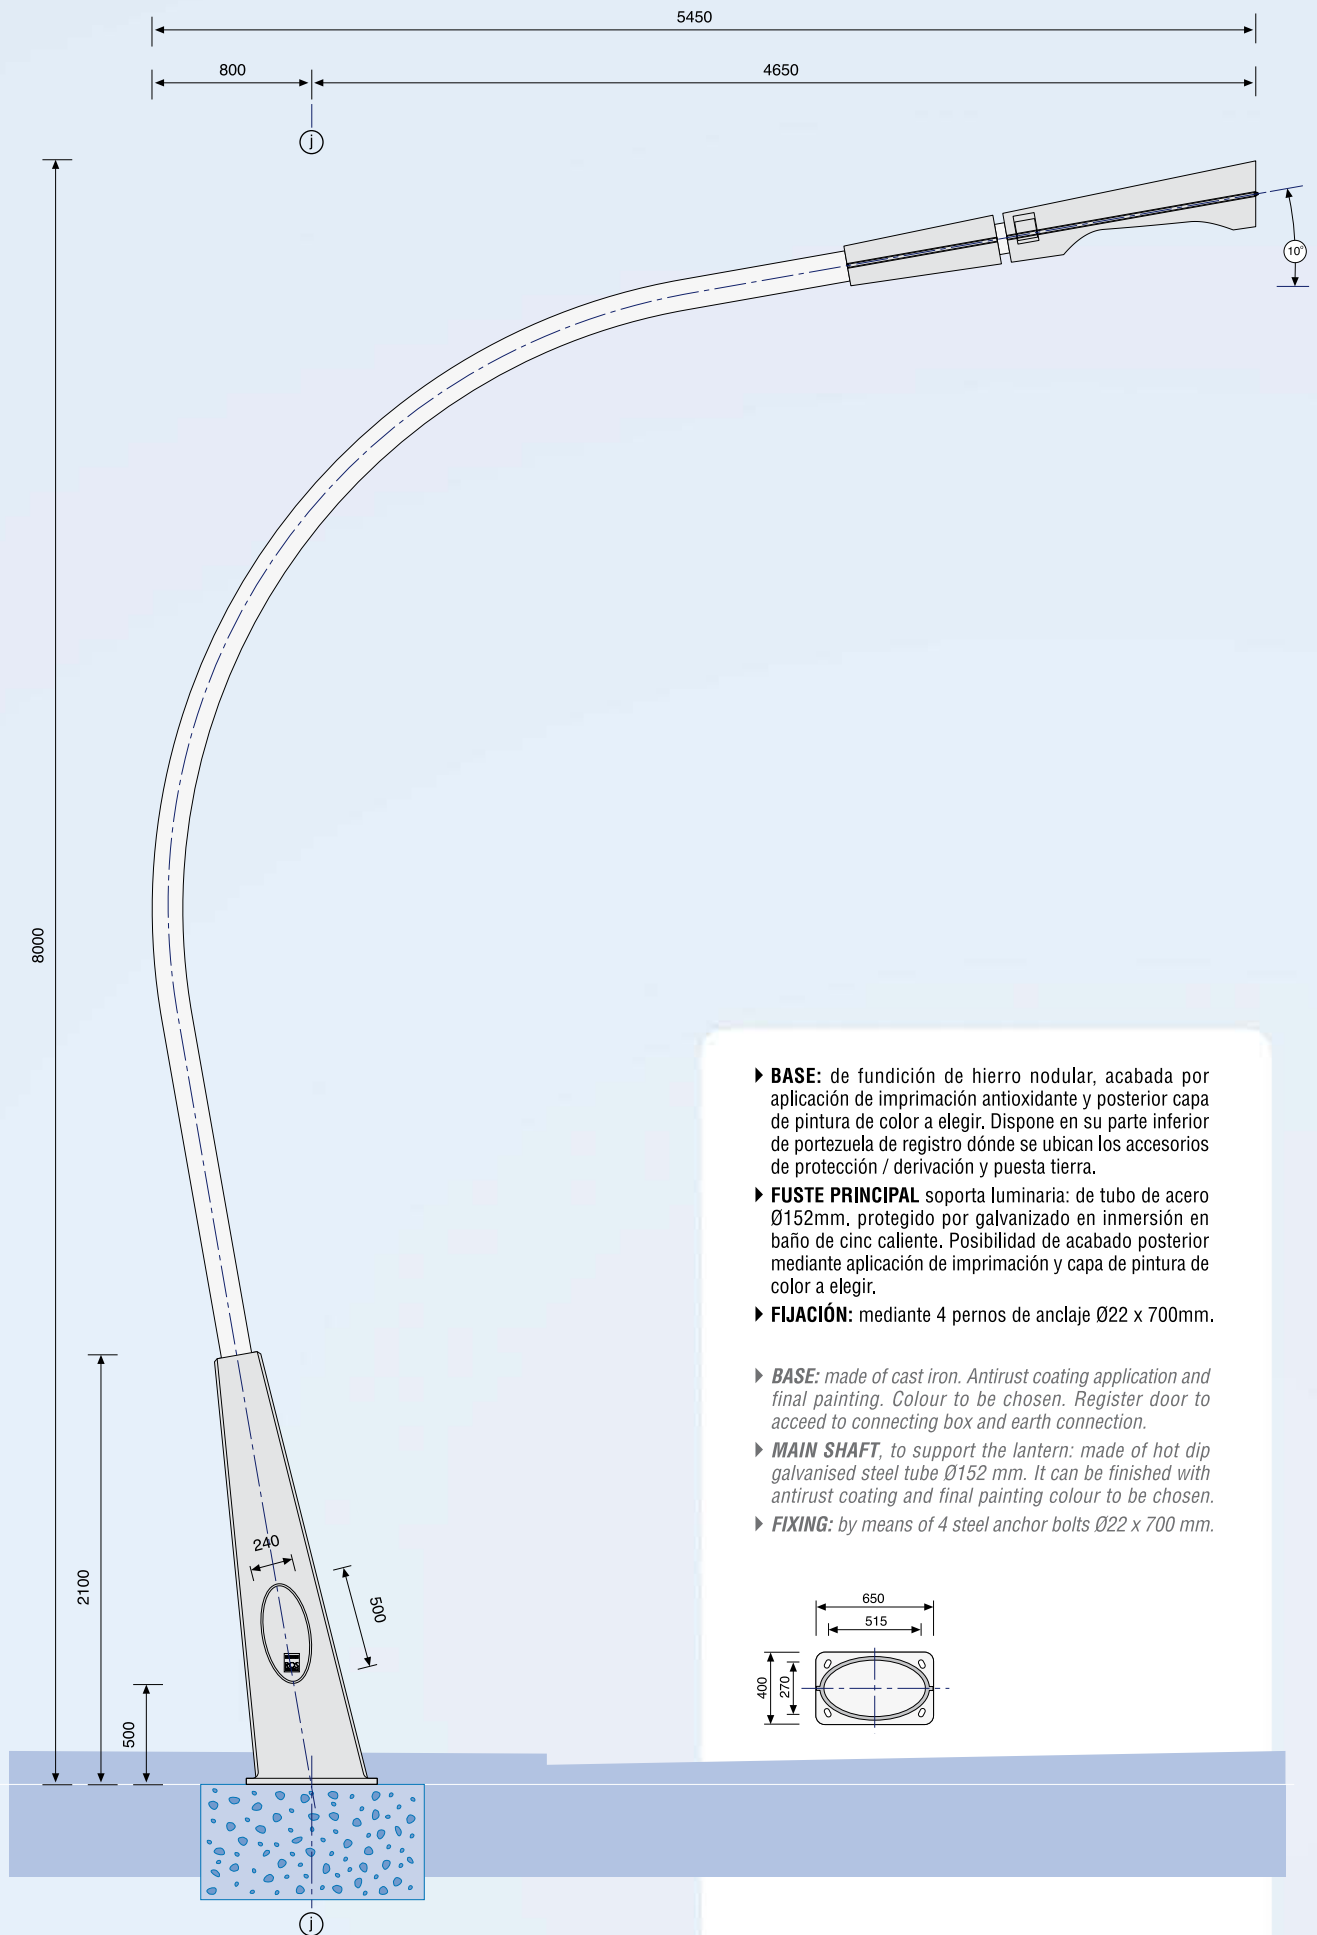 5450
800
4650
j
10°
8000
▶ BASE: de fundición de hierro nodular, acabada por
aplicación de imprimación antioxidante y posterior capa
de pintura de color a elegir. Dispone en su parte inferior
de portezuela de registro dónde se ubican los accesorios
de protección / derivación y puesta tierra.
▶ FUSTE PRINCIPAL soporta luminaria: de tubo de acero
Ø152mm. protegido por galvanizado en inmersión en
baño de cinc caliente. Posibilidad de acabado posterior
mediante aplicación de imprimación y capa de pintura de
color a elegir.
▶ FIJACIÓN: mediante 4 pernos de anclaje Ø22 x 700mm.
▶ BASE: made of cast iron. Antirust coating application and
final painting. Colour to be chosen. Register door to
acceed to connecting box and earth connection.
▶ MAIN SHAFT, to support the lantern: made of hot dip
galvanised steel tube Ø152 mm. It can be finished with
antirust coating and final painting colour to be chosen.
▶ FIXING: by means of 4 steel anchor bolts Ø22 x 700 mm.
240
500
2100
500
650
515
400
270
j